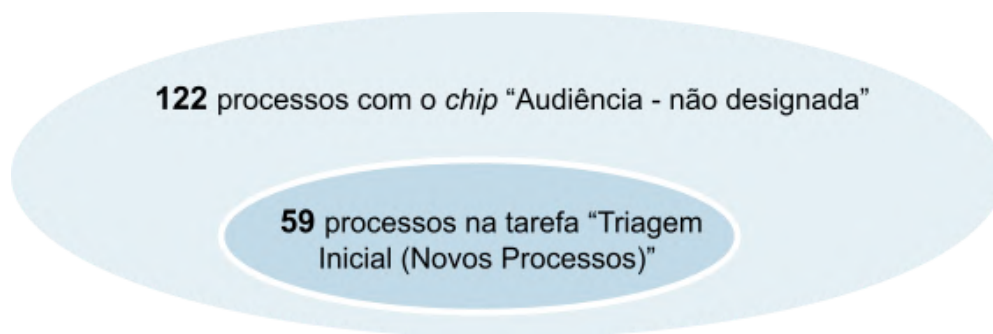 122 processos com o chip “Audiência - não designada”
59 processos na tarefa “Triagem
Inicial (Novos Processos)”